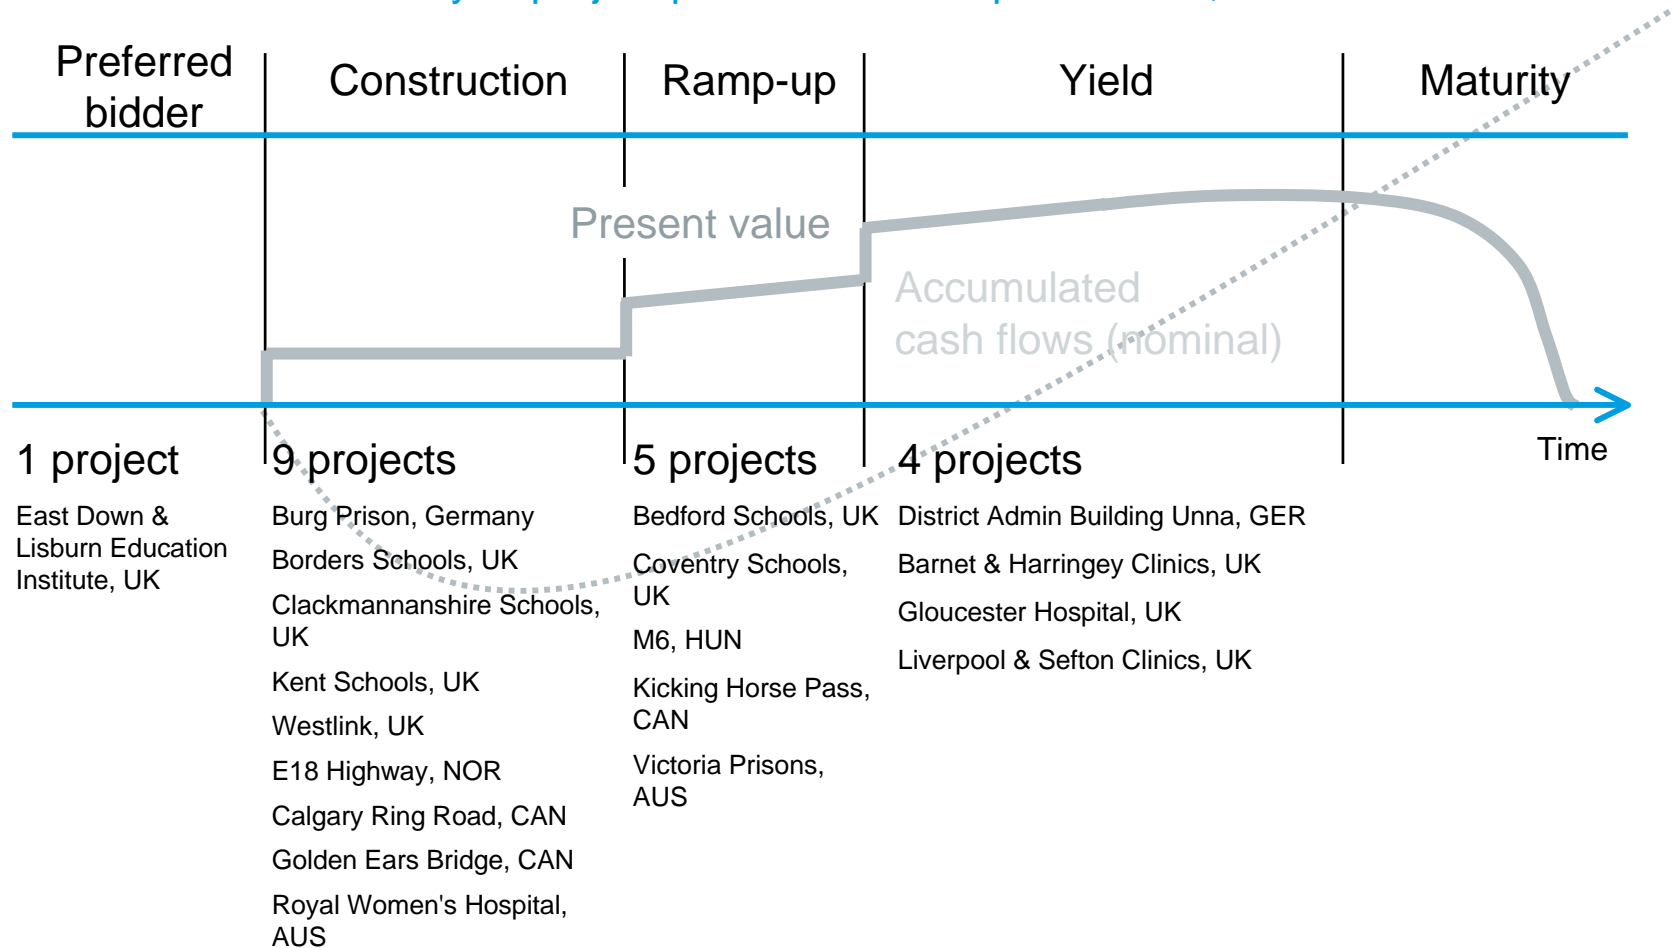 Preferred
bidder
Construction
Ramp-up
Yield
Maturity
Present value
Accumulated
cash flows (nominal)
Time
1 project
East Down &
Lisburn Education
Institute, UK
9 projects
Burg Prison, Germany
Borders Schools, UK
Clackmannanshire Schools,
UK
Kent Schools, UK
Westlink, UK
E18 Highway, NOR
Calgary Ring Road, CAN
Golden Ears Bridge, CAN
Royal Women's Hospital,
AUS
5 projects
Bedford Schools, UK
Coventry Schools,
UK
M6, HUN
Kicking Horse Pass,
CAN
Victoria Prisons,
AUS
4 projects
District Admin Building Unna, GER
Barnet & Harringey Clinics, UK
Gloucester Hospital, UK
Liverpool & Sefton Clinics, UK